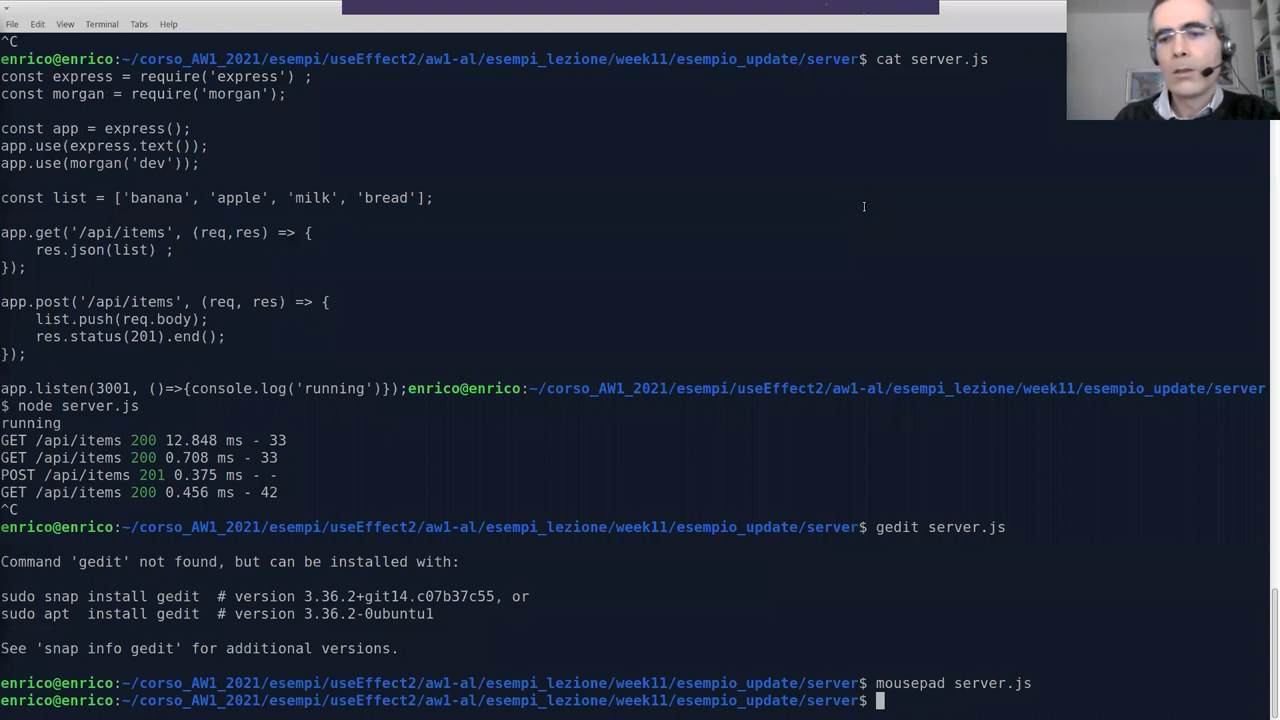 File Edit View Terminal Tabs Help
^C
enrico@enrico:~/corso_AW1_2021/esempi/useEffect2/aw1-al/esempi_lezione/week11/esempio_update/server$ cat server.js
const express = require('express') ;
const morgan = require('morgan');
const app = express();
app.use(express.text());
app.use(morgan('dev'));
const list = ['banana', 'apple', 'milk', 'bread'];
app.get('/api/items', (req,res) => {
    res.json(list) ;
});
app.post('/api/items', (req, res) => {
    list.push(req.body);
    res.status(201).end();
});
app.listen(3001, ()=>{console.log('running')});enrico@enrico:~/corso_AW1_2021/esempi/useEffect2/aw1-al/esempi_lezione/week11/esempio_update/server
$ node server.js
running
GET /api/items 200 12.848 ms - 33
GET /api/items 200 0.708 ms - 33
POST /api/items 201 0.375 ms - -
GET /api/items 200 0.456 ms - 42
^C
enrico@enrico:~/corso_AW1_2021/esempi/useEffect2/aw1-al/esempi_lezione/week11/esempio_update/server$ gedit server.js
Command 'gedit' not found, but can be installed with:
sudo snap install gedit  # version 3.36.2+git14.c07b37c55, or
sudo apt  install gedit  # version 3.36.2-0ubuntu1
See 'snap info gedit' for additional versions.
enrico@enrico:~/corso_AW1_2021/esempi/useEffect2/aw1-al/esempi_lezione/week11/esempio_update/server$ mousepad server.js
enrico@enrico:~/corso_AW1_2021/esempi/useEffect2/aw1-al/esempi_lezione/week11/esempio_update/server$